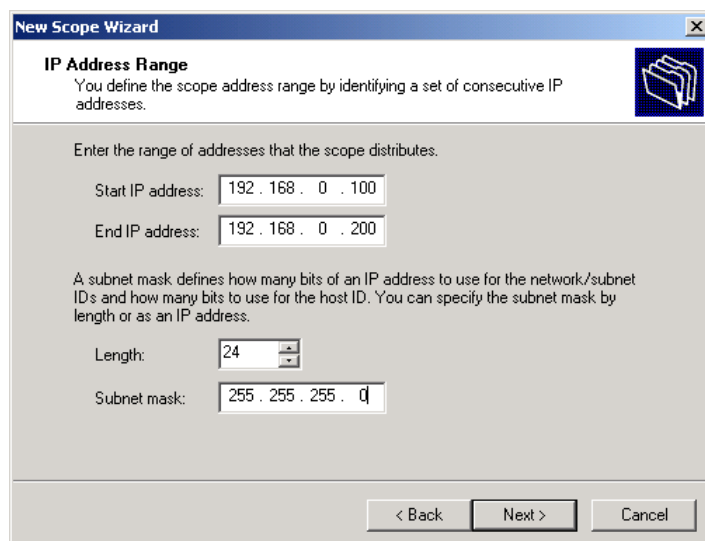 New Scope Wizard
IP Address Range
You define the scope address range by identifying a set of consecutive IP
addresses.
Enter the range of addresses that the scope distributes.
Start IP address: 192 . 168 . 0 . 100
End IP address: 192 . 168 . 0 . 200
A subnet mask defines how many bits of an IP address to use for the network/subnet
IDs and how many bits to use for the host ID. You can specify the subnet mask by
length or as an IP address.
Length: 24
Subnet mask: 255 . 255 . 255 . 0
< Back Next > Cancel